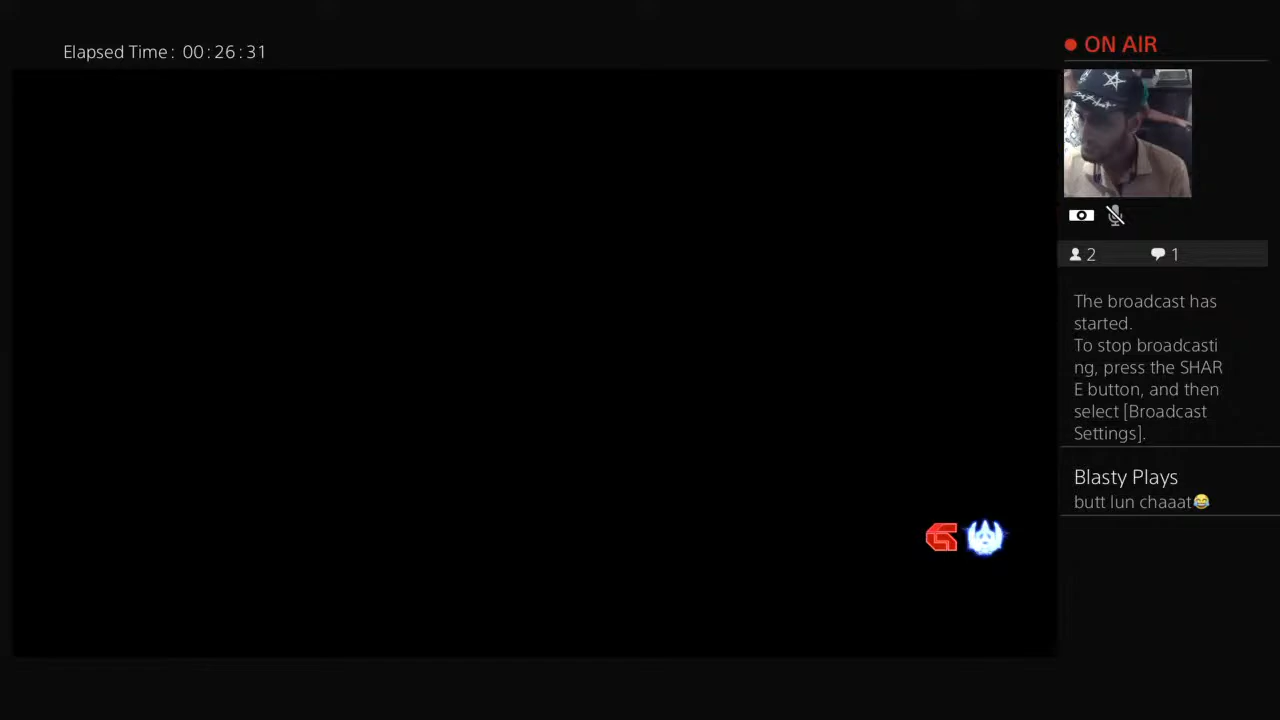 Elapsed Time: 00:26:31
ON AIR
2
1
The broadcast has
started.
To stop broadcasti
ng, press the SHAR
E button, and then
select [Broadcast
Settings].
Blasty Plays
butt lun chaaat😂